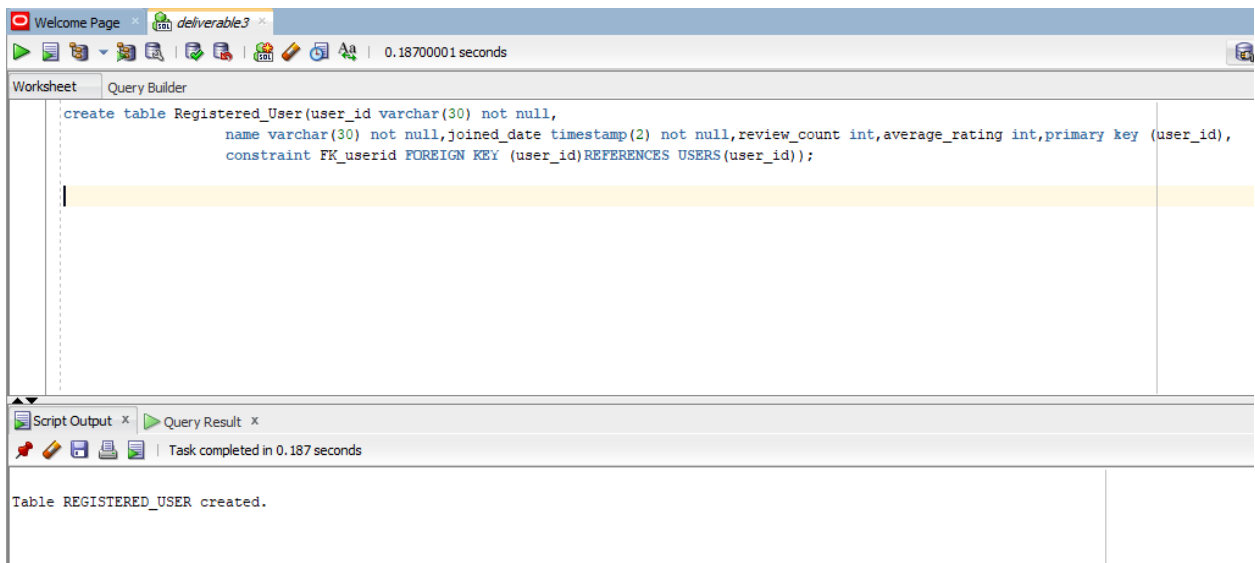 Welcome Page deliverable3
0.18700001 seconds
Worksheet Query Builder
create table Registered_User(user_id varchar(30) not null,
name varchar(30) not null,joined_date timestamp(2) not null,review_count int,average_rating int,primary key (user_id),
constraint FK_userid FOREIGN KEY (user_id)REFERENCES USERS(user_id));
Script Output x Query Result x
Task completed in 0.187 seconds
Table REGISTERED_USER created.